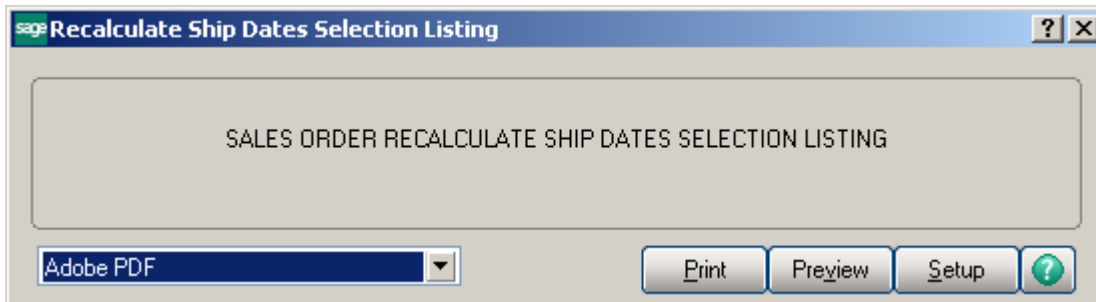 sage Recalculate Ship Dates Selection Listing ?
SALES ORDER RECALCULATE SHIP DATES SELECTION LISTING
Adobe PDF Print Preview Setup ?